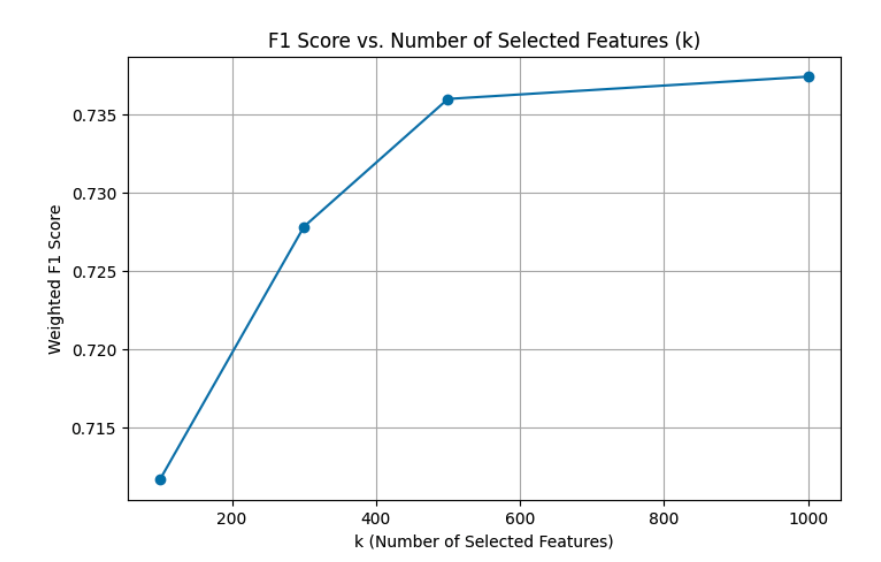 F1 Score vs. Number of Selected Features (k)
0.735
0.730
0.725
0.720
0.715
Weighted F1 Score
200 400 600 800 1000
k (Number of Selected Features)